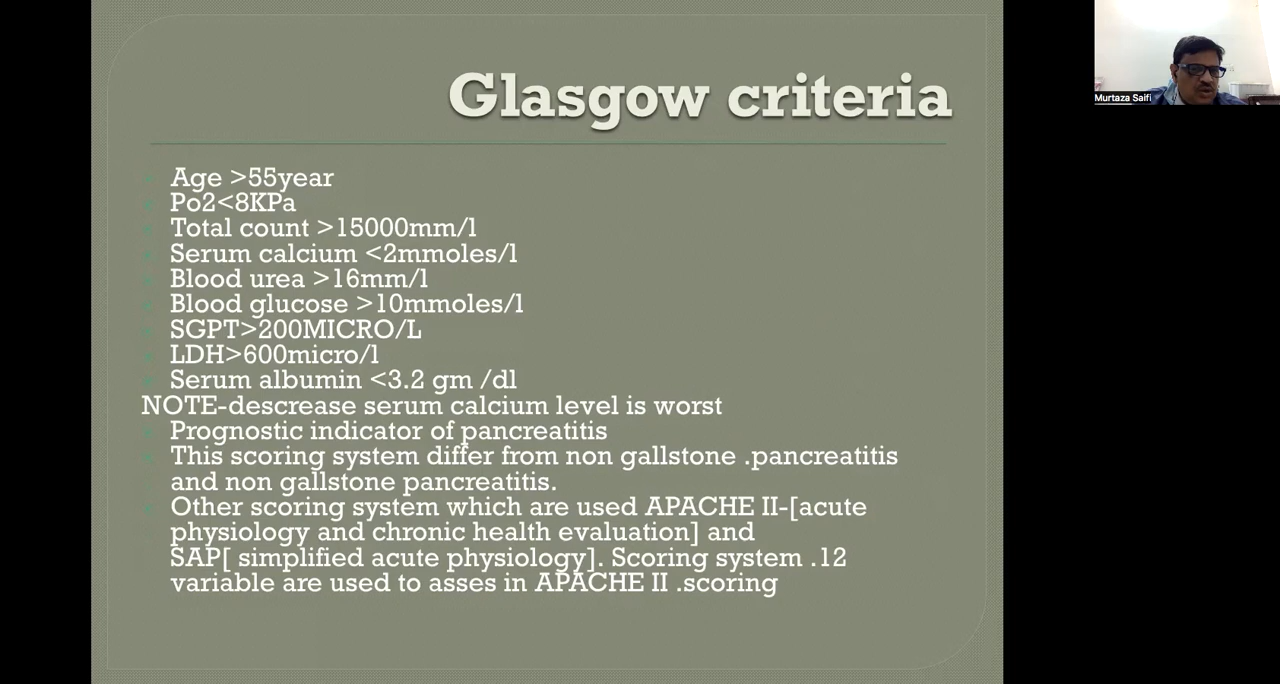 Glasgow criteria
Murtaza Saifi
Age >55year
Po2<8KPa
Total count >15000mm/l
Serum calcium <2mmoles/l
Blood urea >16mm/l
Blood glucose >10mmoles/l
SGPT>200MICRO/L
LDH>600micro/l
Serum albumin <3.2 gm /dl
NOTE-descrease serum calcium level is worst
Prognostic indicator of pancreatitis
This scoring system differ from non gallstone .pancreatitis
and non gallstone pancreatitis.
Other scoring system which are used APACHE II-[acute
physiology and chronic health evaluation] and
SAP[ simplified acute physiology]. Scoring system .12
variable are used to asses in APACHE II .scoring